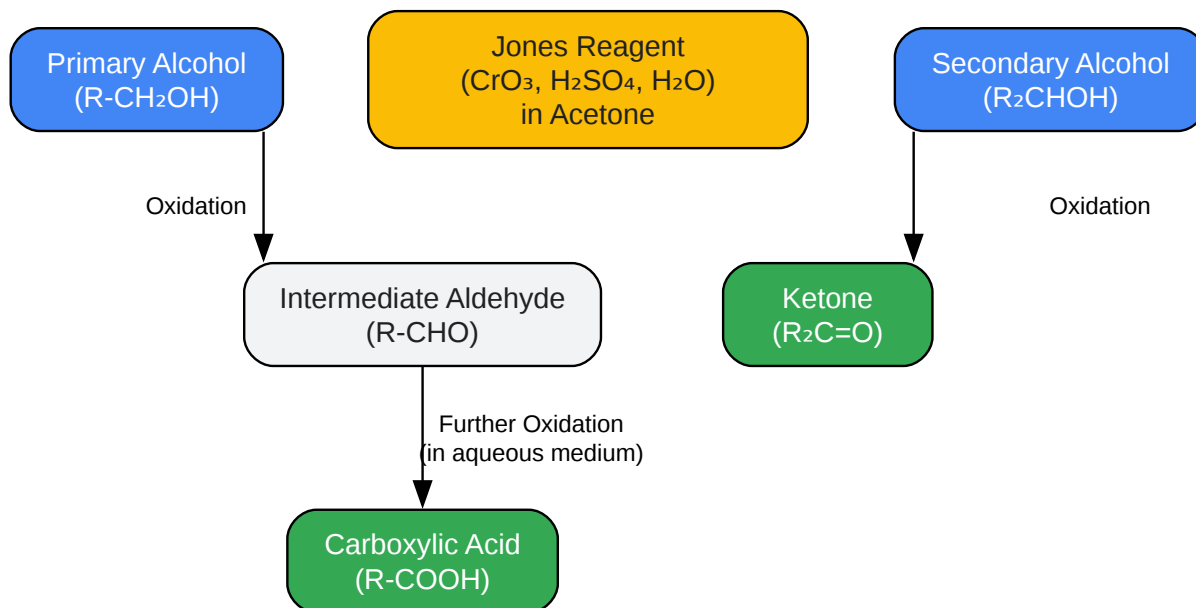 Primary Alcohol
(R-CH₂OH)
Jones Reagent
(CrO₃, H₂SO₄, H₂O)
in Acetone
Secondary Alcohol
(R₂CHOH)
Oxidation
Oxidation
Intermediate Aldehyde
(R-CHO)
Ketone
(R₂C=O)
Further Oxidation
(in aqueous medium)
Carboxylic Acid
(R-COOH)